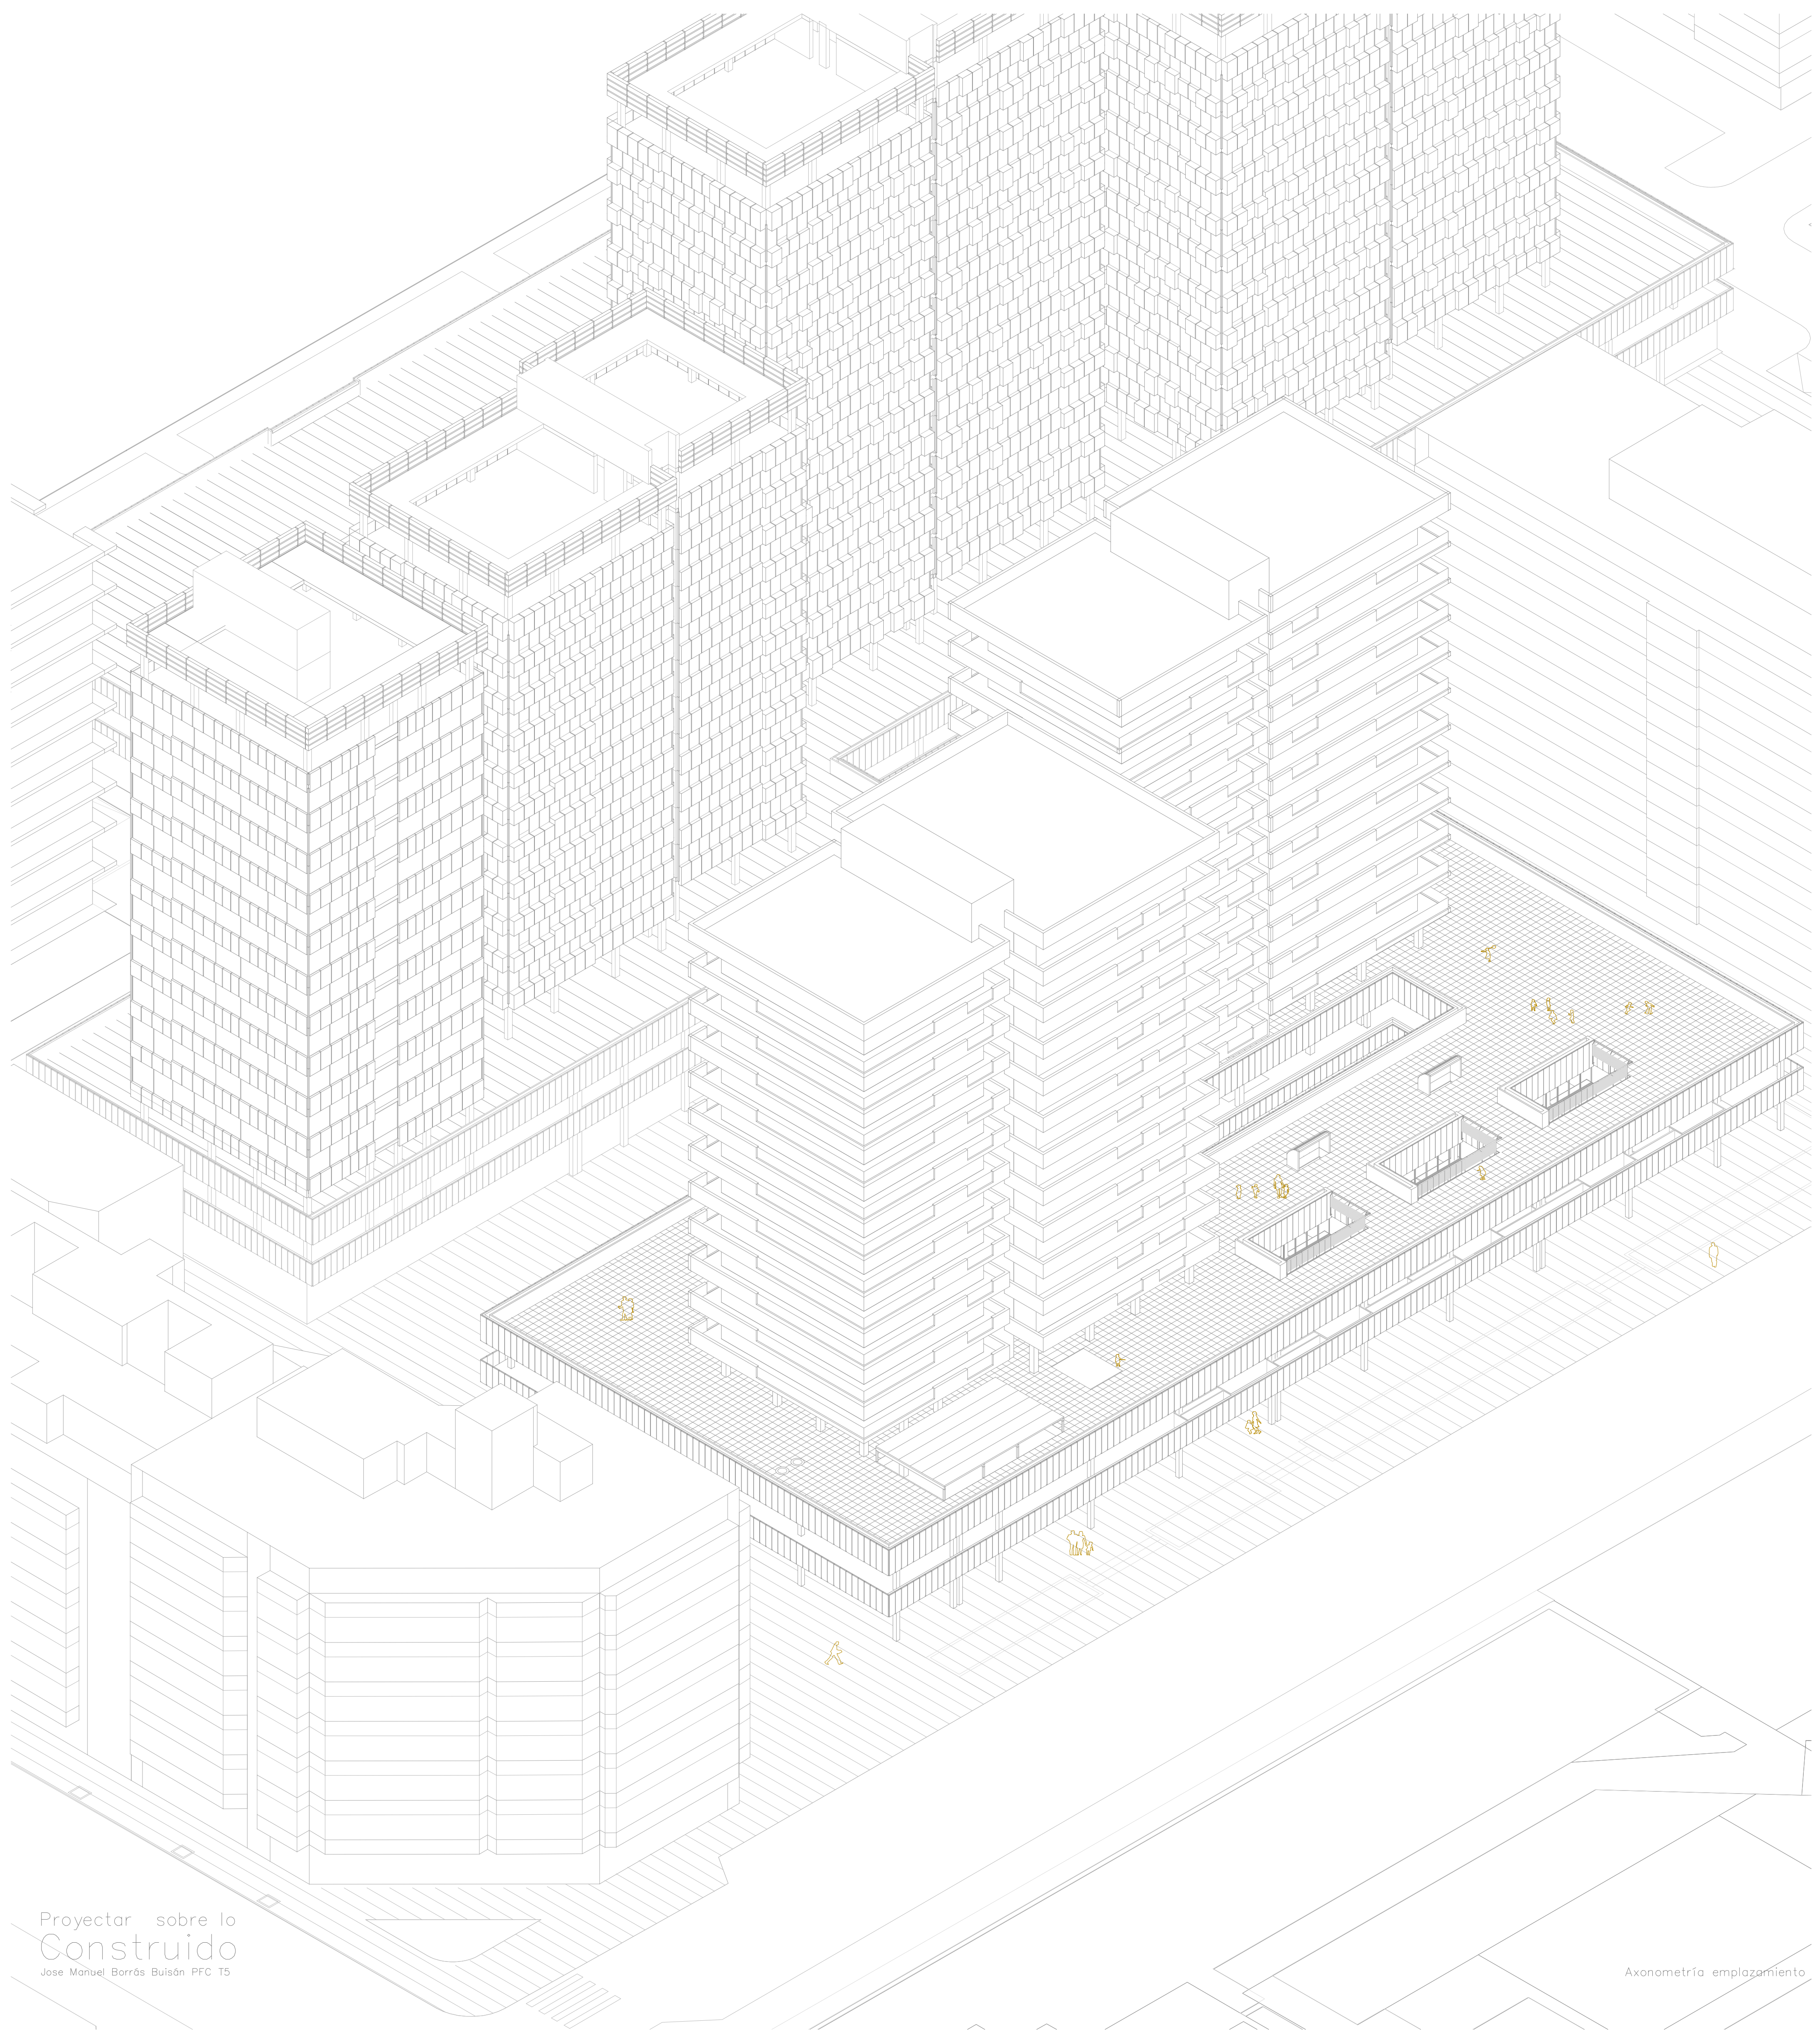 Proyectar sobre lo
Construido
Jose Manuel Borrás Buisán PFC T5
Axonometría emplazamiento